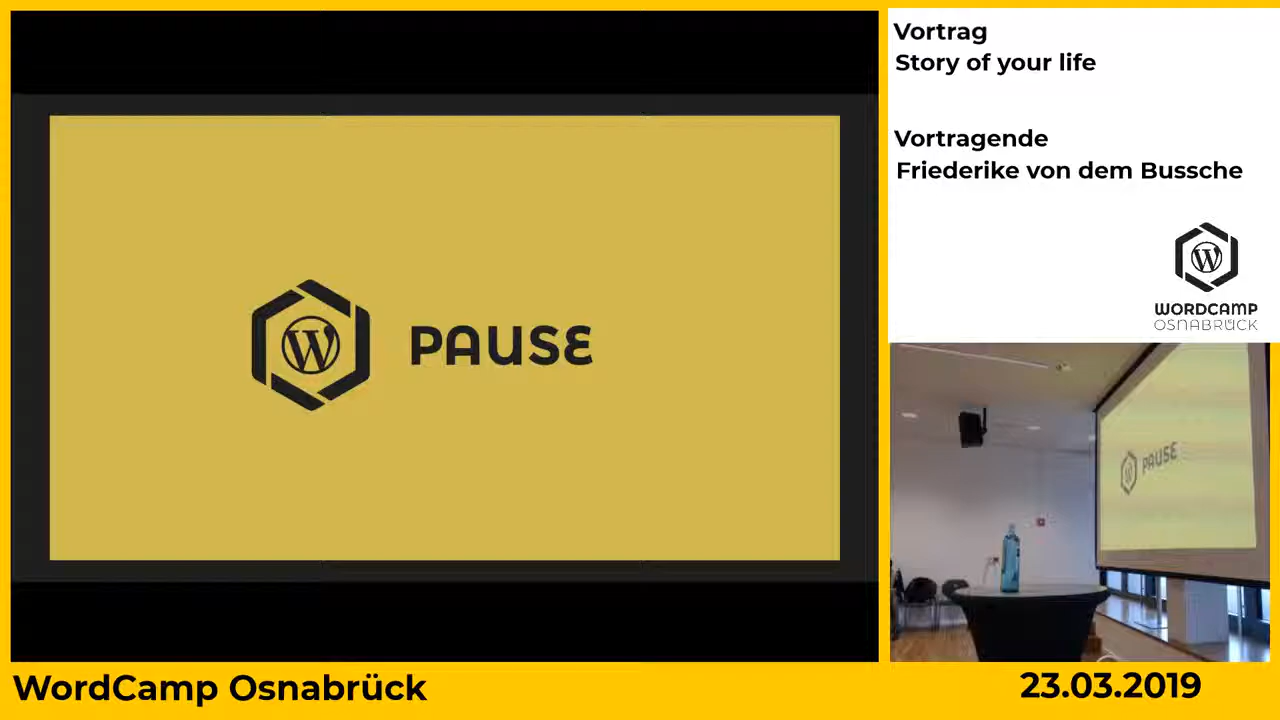 PAUSE
Vortrag
Story of your life
Vortragende
Friederike von dem Bussche
WORDCAMP
OSNABRÜCK
PAUSE
WordCamp Osnabrück
23.03.2019